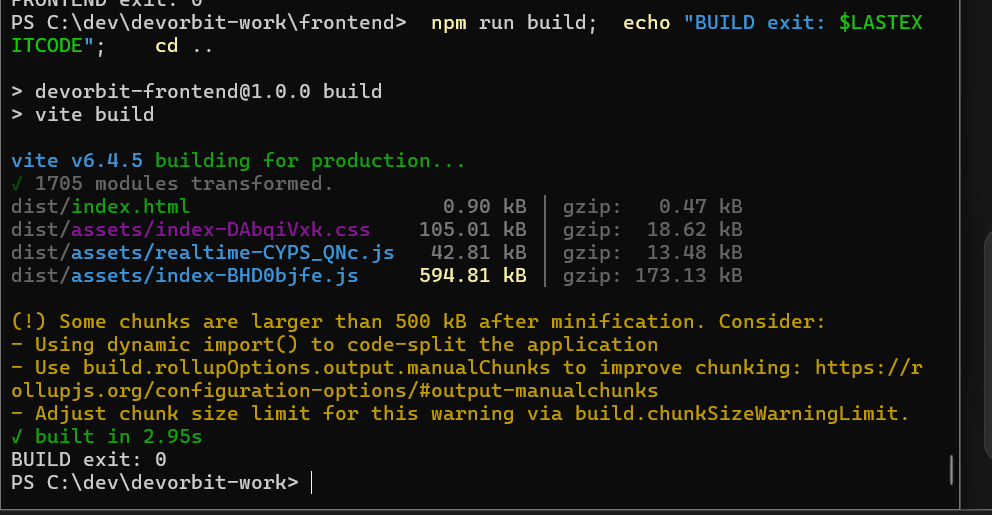 FRONTEND exit: 0
PS C:\dev\devorbit-work\frontend>  npm run build;  echo "BUILD exit: $LASTEX
ITCODE";    cd ..
> devorbit-frontend@1.0.0 build
> vite build
vite v6.4.5 building for production...
✓ 1705 modules transformed.
dist/index.html                     0.90 kB │ gzip:   0.47 kB
dist/assets/index-DAbqiVxk.css    105.01 kB │ gzip:  18.62 kB
dist/assets/realtime-CYPS_QNc.js   42.81 kB │ gzip:  13.48 kB
dist/assets/index-BHD0bjfe.js     594.81 kB │ gzip: 173.13 kB
(!) Some chunks are larger than 500 kB after minification. Consider:
- Using dynamic import() to code-split the application
- Use build.rollupOptions.output.manualChunks to improve chunking: https://r
ollupjs.org/configuration-options/#output-manualchunks
- Adjust chunk size limit for this warning via build.chunkSizeWarningLimit.
✓ built in 2.95s
BUILD exit: 0
PS C:\dev\devorbit-work>